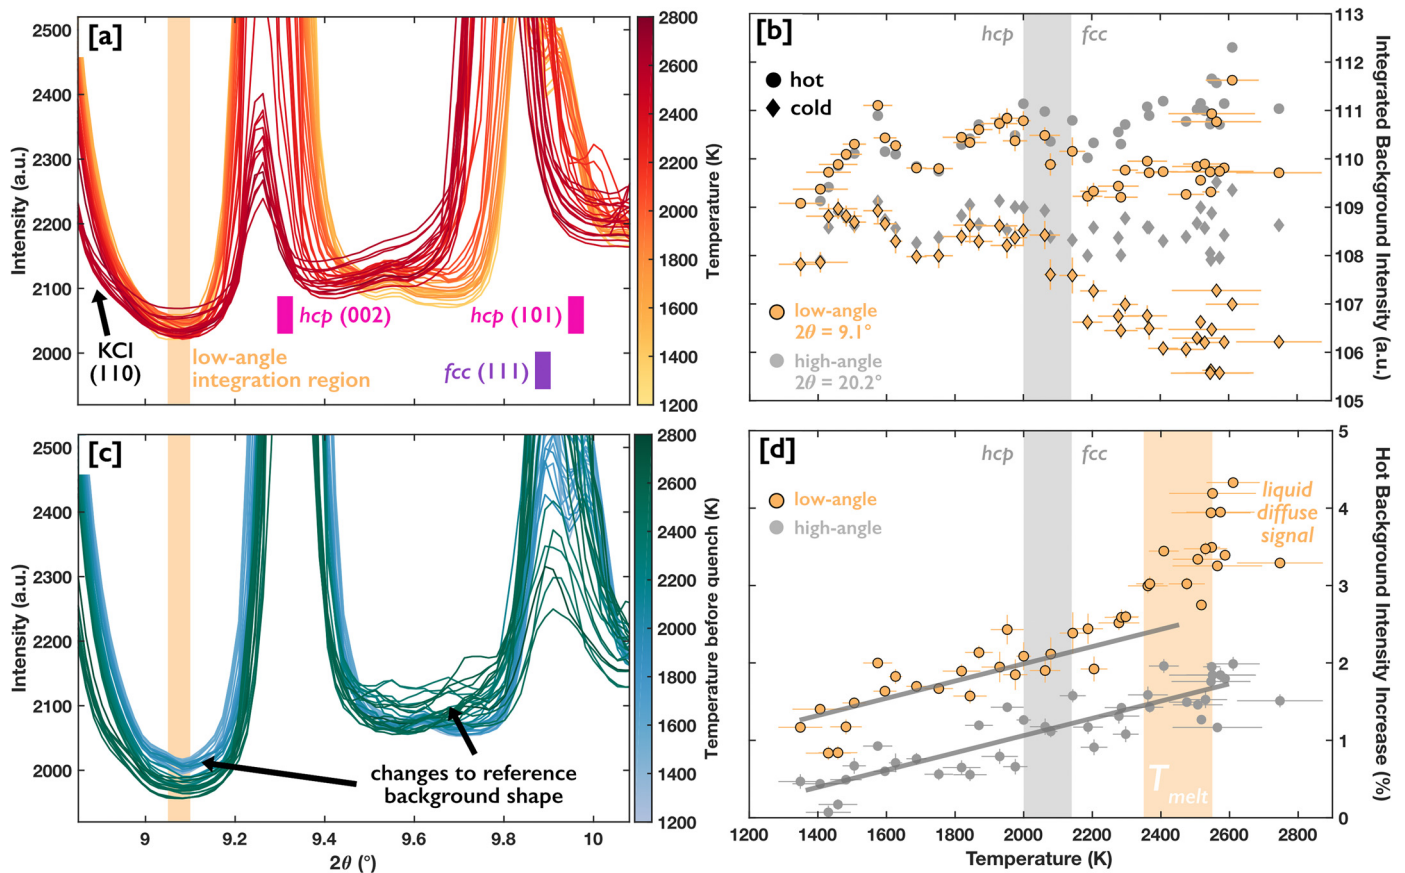 [a]
2500
2400
2300
2200
2100
2000
Intensity (a.u.)
KCl
(110)
low-angle
integration region
hcp (002)
hcp (101)
fcc (111)
2800
2600
2400
2200
2000
1800
1600
1400
1200
Temperature (K)
[b]
hcp
fcc
hot
cold
low-angle
2θ = 9.1°
high-angle
2θ = 20.2°
113
112
111
110
109
108
107
106
105
Integrated Background Intensity (a.u.)
[c]
2500
2400
2300
2200
2100
2000
Intensity (a.u.)
changes to reference
background shape
9
9.2
9.4
9.6
9.8
10
2θ (°)
2800
2600
2400
2200
2000
1800
1600
1400
1200
Temperature before quench (K)
[d]
hcp
fcc
low-angle
high-angle
liquid
diffuse
signal
T melt
5
4
3
2
1
0
Hot Background Intensity Increase (%)
1200
1400
1600
1800
2000
2200
2400
2600
2800
Temperature (K)